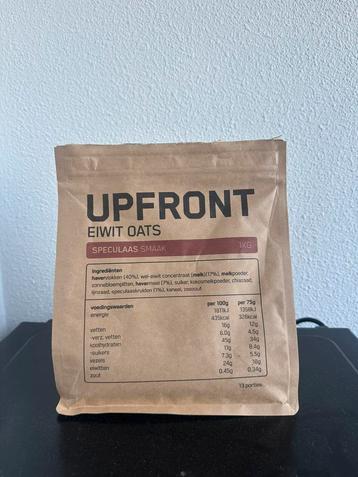 UPFRONT
EIWIT OATS
SPECULAAS SMAAK 1KG
Ingrediënten
havervlokken (40%), wei-eiwit concentraat (melk)(17%), melkpoeder,
zonnebloempitten, havermeel (7%), suiker, kokosmelkpoeder, chiazaad,
lijnzaad, speculaaskruiden (1%), kaneel, zeezout
voedingswaarden per 100g per 75g
energie 1811kJ 1358kJ
435kcal 326kcal
vetten 16g 12g
-verz. vetten 6.0g 4.5g
koolhydraten 45g 34g
-suikers 11g 8.4g
vezels 7.3g 5.5g
eiwitten 24g 18g
zout 0.45g 0.34g
13 porties